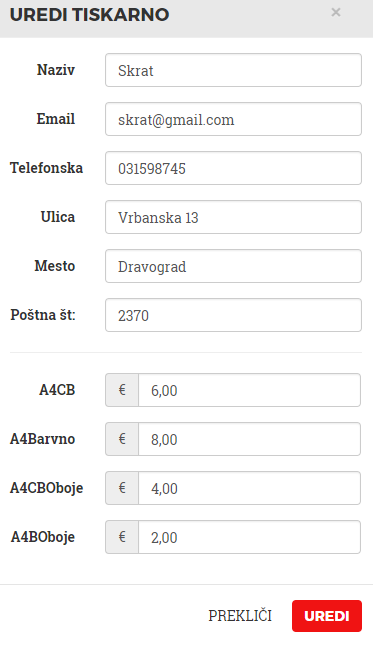 UREDI TISKARNO ×
Naziv Skrat
Email skrat@gmail.com
Telefonska 031598745
Ulica Vrbanska 13
Mesto Dravograd
Poštna št: 2370
A4CB € 6,00
A4Barvno € 8,00
A4CBOboje € 4,00
A4BOboje € 2,00
PREKLIČI UREDI